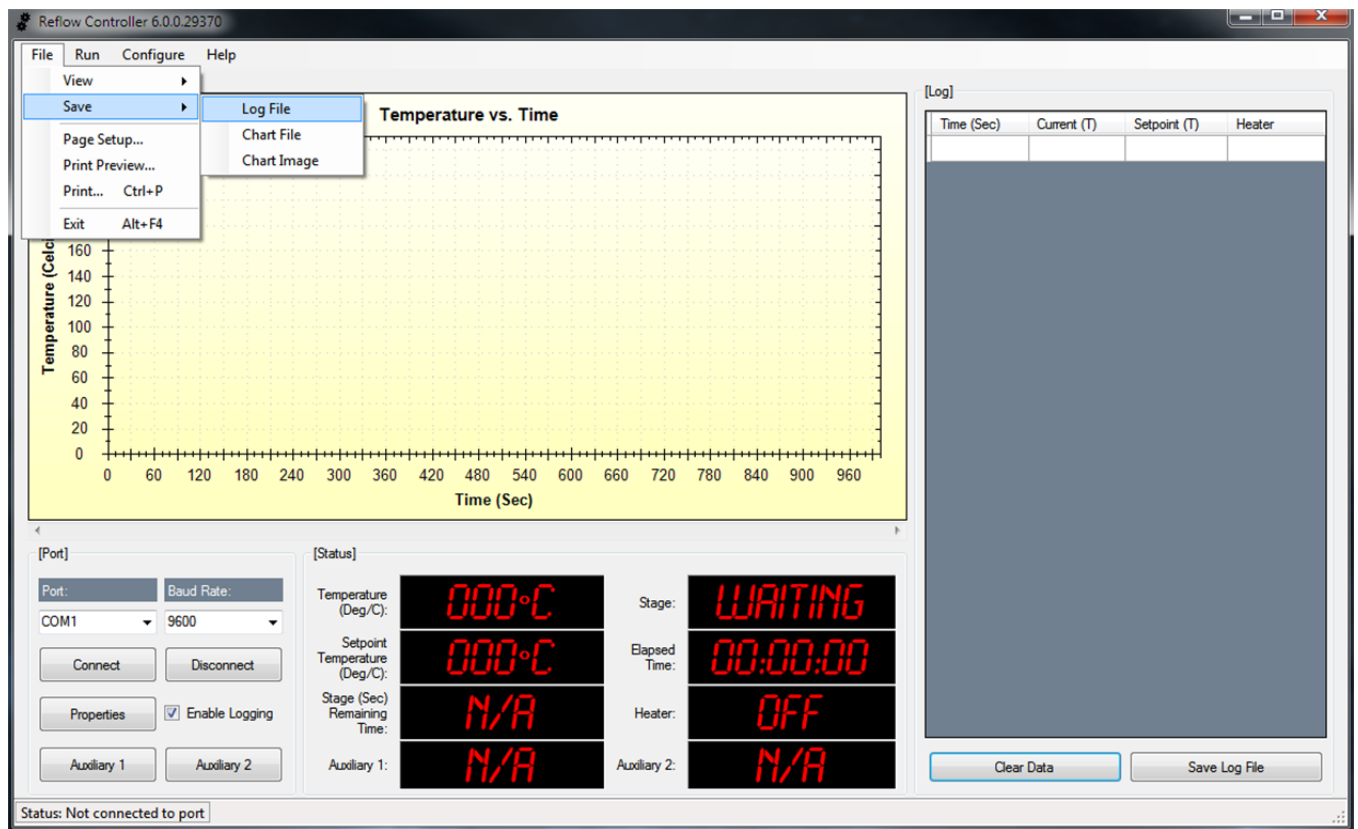 Reflow Controller 6.0.0.29370
File Run Configure Help
View
Save
Page Setup...
Print Preview...
Print... Ctrl+P
Exit Alt+F4
Log File
Chart File
Chart Image
Temperature vs. Time
160
140
120
100
80
60
40
20
0
0 60 120 180 240 300 360 420 480 540 600 660 720 780 840 900 960
Time (Sec)
[Log]
Time (Sec) Current (T) Setpoint (T) Heater
[Port]
Port: Baud Rate:
COM1 9600
Connect Disconnect
Properties Enable Logging
Auxiliary 1 Auxiliary 2
[Status]
Temperature
(Deg/C):
000°C
Stage:
WAITING
Setpoint
Temperature
(Deg/C):
000°C
Elapsed
Time:
00:00:00
Stage (Sec)
Remaining
Time:
N/A
Heater:
OFF
Auxiliary 1:
N/A
Auxiliary 2:
N/A
Clear Data Save Log File
Status: Not connected to port